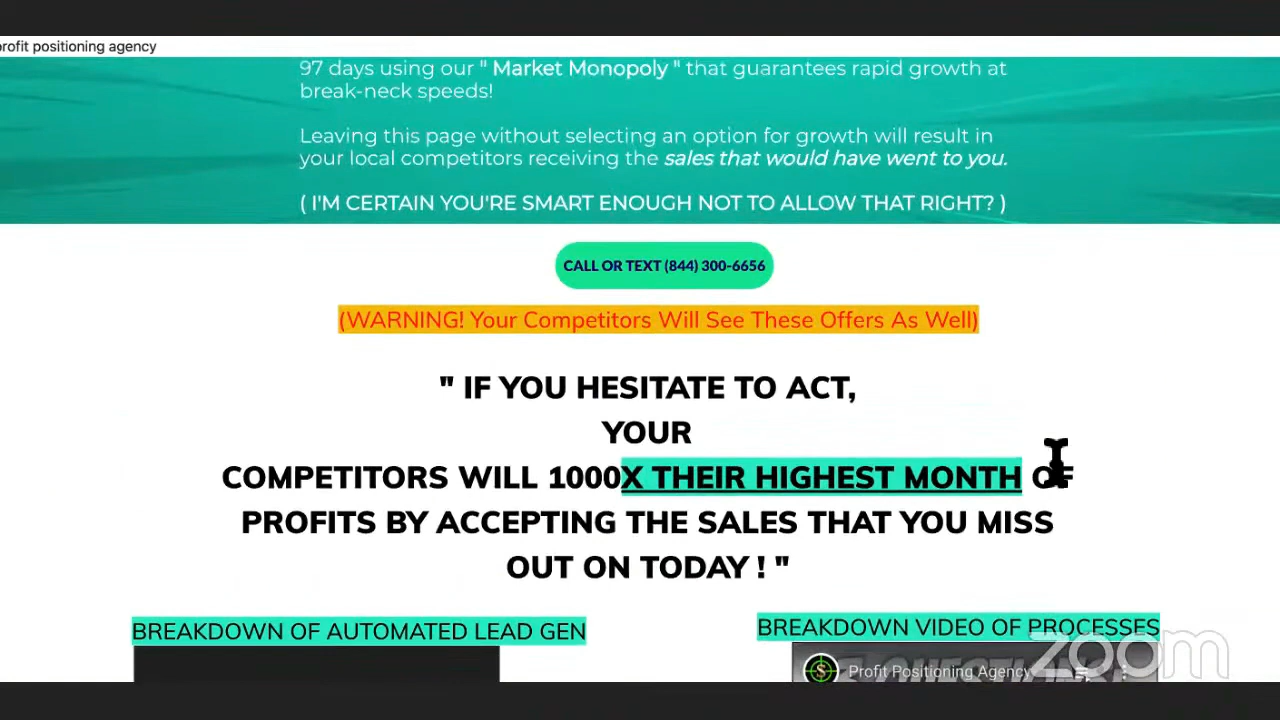 profit positioning agency
97 days using our " Market Monopoly " that guarantees rapid growth at
break-neck speeds!
Leaving this page without selecting an option for growth will result in
your local competitors receiving the sales that would have went to you.
( I'M CERTAIN YOU'RE SMART ENOUGH NOT TO ALLOW THAT RIGHT? )
CALL OR TEXT (844) 300-6656
(WARNING! Your Competitors Will See These Offers As Well)
" IF YOU HESITATE TO ACT,
YOUR
COMPETITORS WILL 1000X THEIR HIGHEST MONTH OF
PROFITS BY ACCEPTING THE SALES THAT YOU MISS
OUT ON TODAY ! "
BREAKDOWN OF AUTOMATED LEAD GEN
BREAKDOWN VIDEO OF PROCESSES
Profit Positioning Agency
zoom